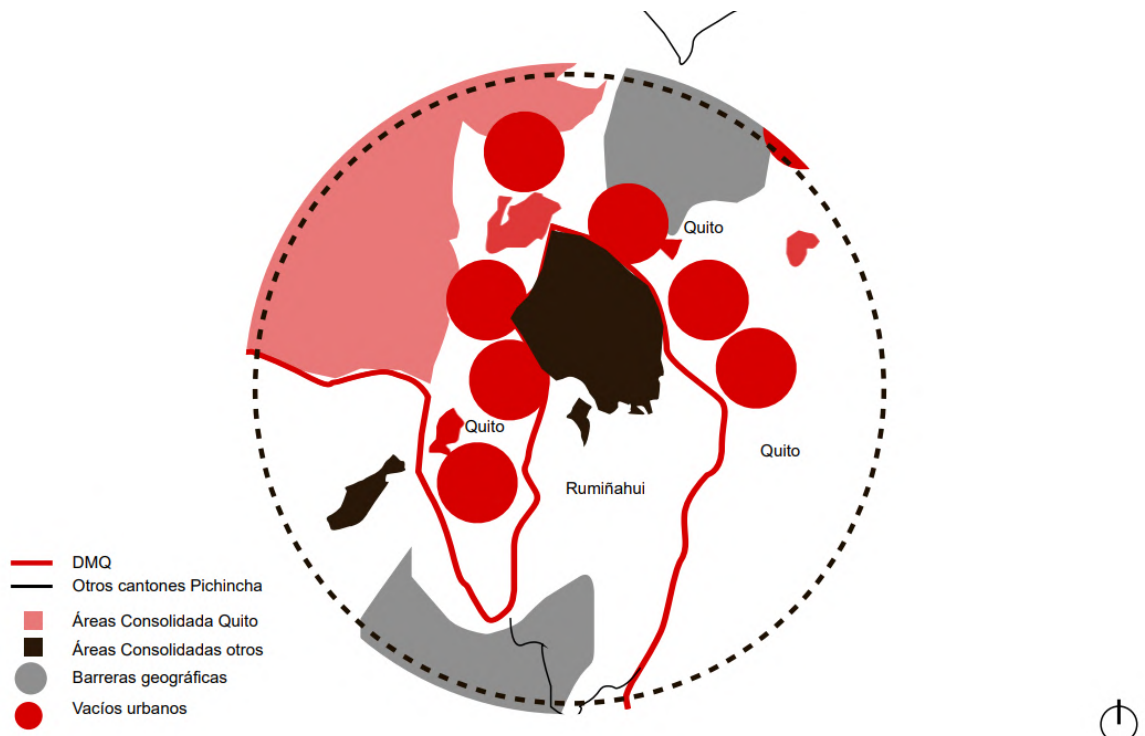 Quito
Quito
Quito
Rumiñahui
DMQ
Otros cantones Pichincha
Áreas Consolidada Quito
Áreas Consolidadas otros
Barreras geográficas
Vacíos urbanos